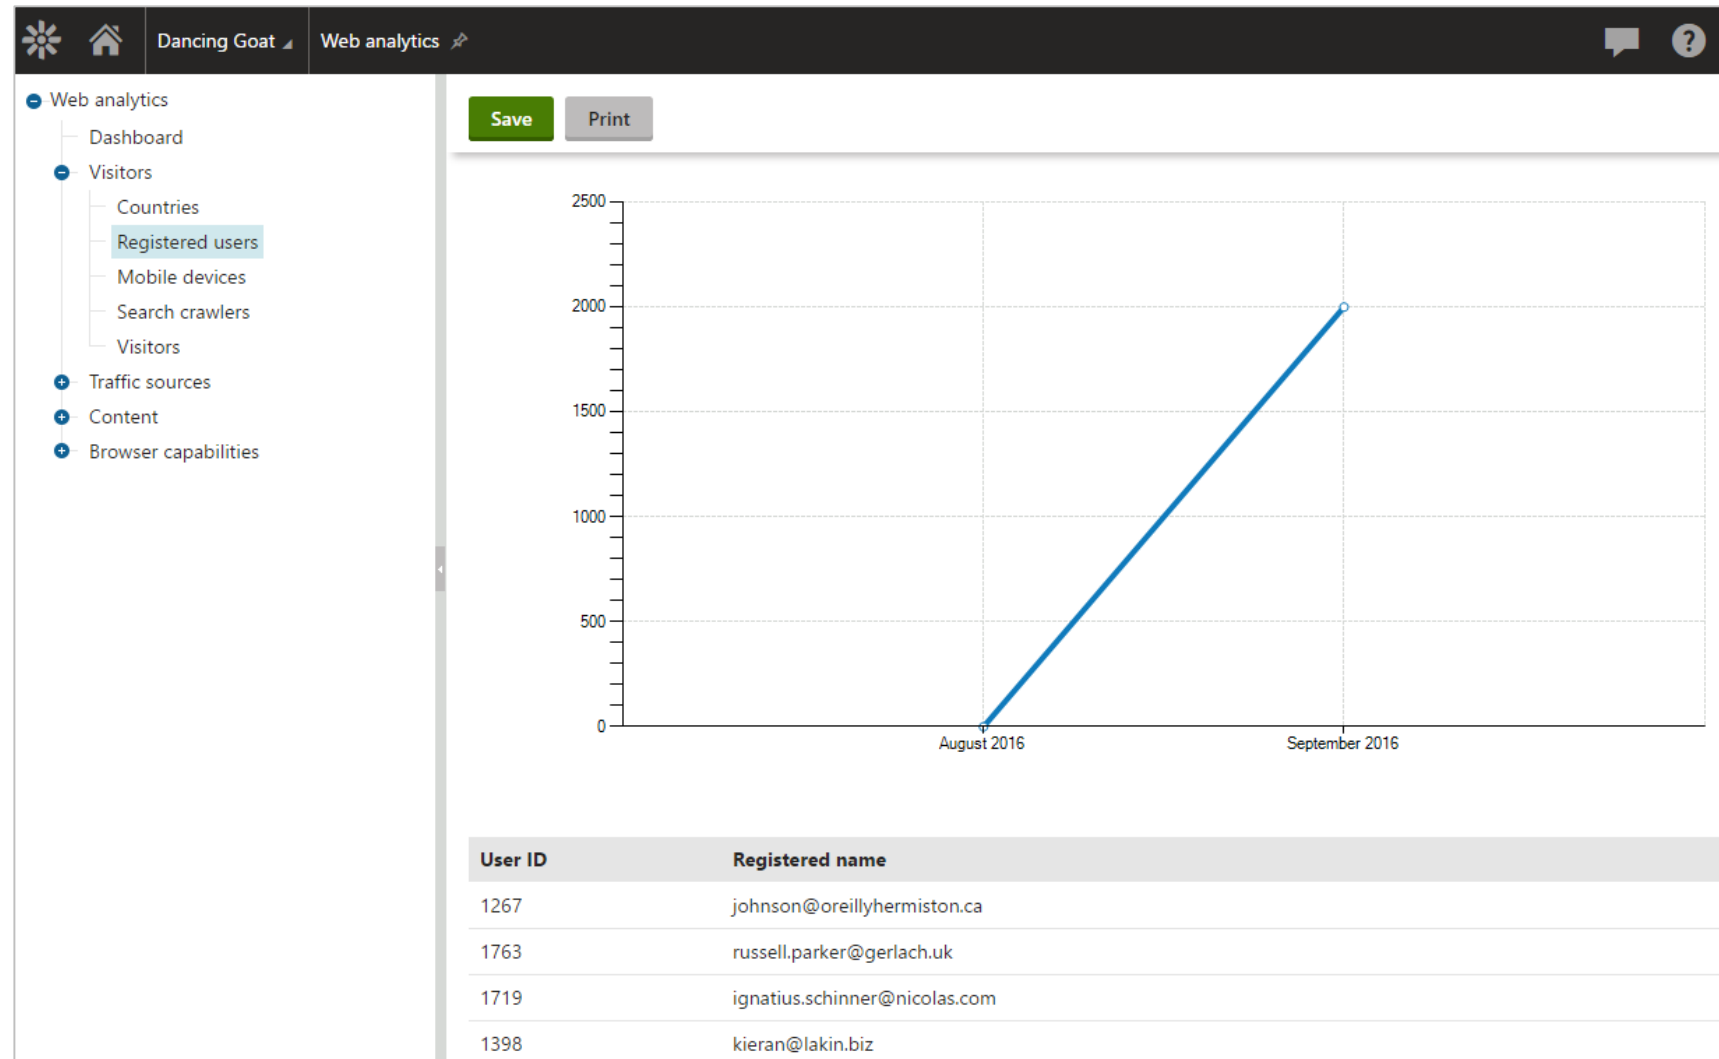 Dancing Goat
Web analytics
?
Web analytics
Dashboard
Visitors
Countries
Registered users
Mobile devices
Search crawlers
Visitors
Traffic sources
Content
Browser capabilities
Save Print
2500
2000
1500
1000
500
0
August 2016 September 2016
User ID Registered name
1267 johnson@oreillyhermiston.ca
1763 russell.parker@gerlach.uk
1719 ignatius.schinner@nicolas.com
1398 kieran@lakin.biz